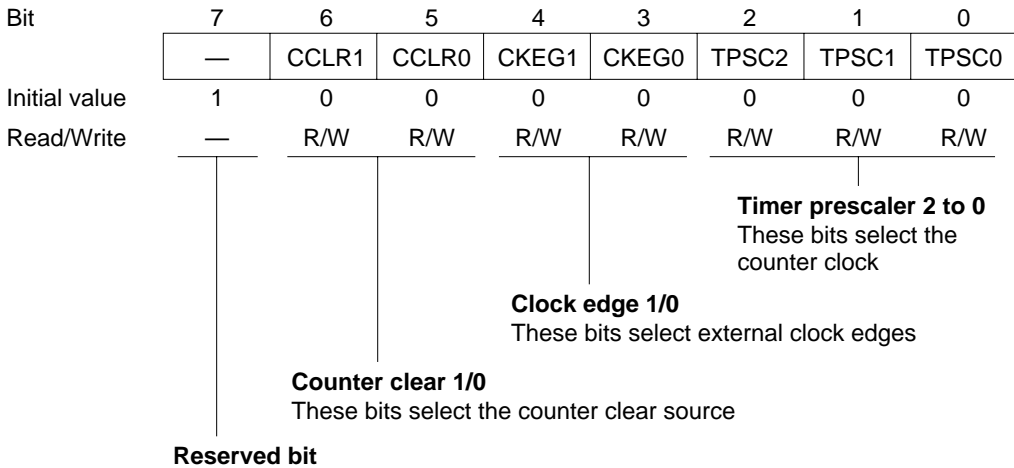 Bit 7 6 5 4 3 2 1 0
— CCLR1 CCLR0 CKEG1 CKEG0 TPSC2 TPSC1 TPSC0
Initial value 1 0 0 0 0 0 0 0
Read/Write — R/W R/W R/W R/W R/W R/W R/W
Timer prescaler 2 to 0
These bits select the
counter clock
Clock edge 1/0
These bits select external clock edges
Counter clear 1/0
These bits select the counter clear source
Reserved bit